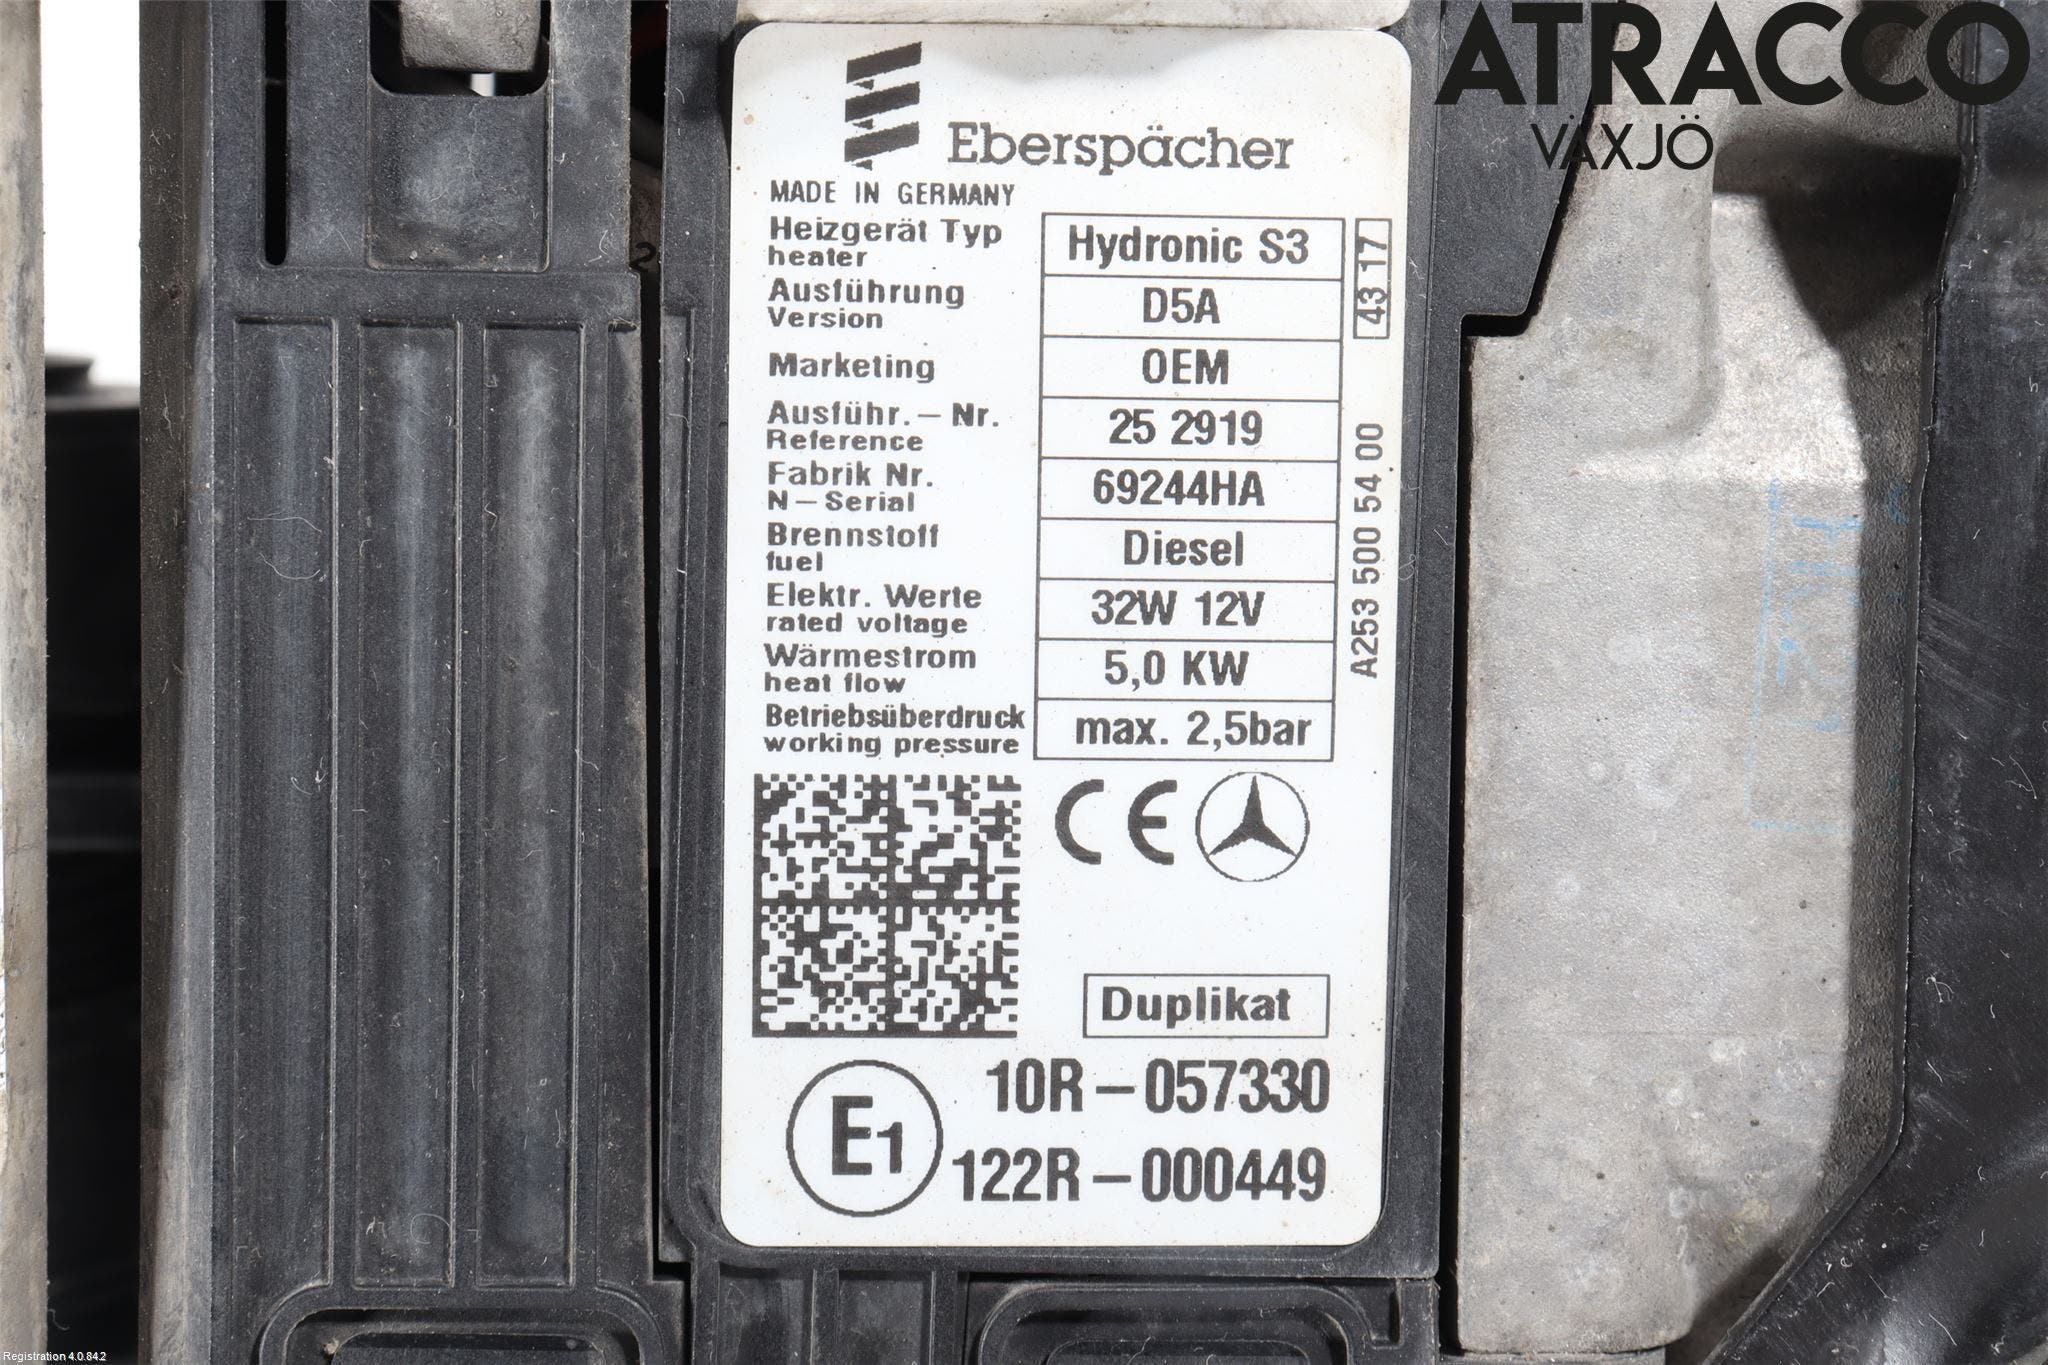 ATRACCO
VÄXJÖ
Eberspächer
MADE IN GERMANY
Heizgerät Typ
heater
Hydronic S3
43 17
Ausführung
Version
D5A
Marketing
OEM
Ausführ.-Nr.
Reference
25 2919
Fabrik Nr.
N-Serial
69244HA
Brennstoff
fuel
Diesel
Elektr. Werte
rated voltage
32W 12V
Wärmestrom
heat flow
5,0 KW
Betriebsüberdruck
working pressure
max. 2,5bar
A253 500 54 00
CE
Duplikat
E1
10R-057330
122R-000449
Registration 4.0.84.2